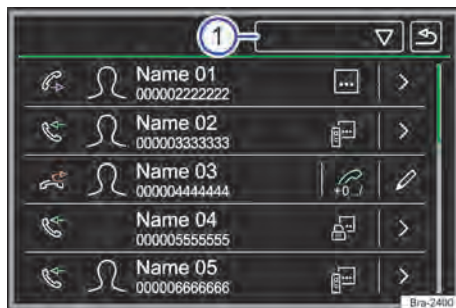 1
Name 01
000002222222
Name 02
000003333333
Name 03
000004444444
+0../
Name 04
000005555555
Name 05
000006666666
Bra-2400